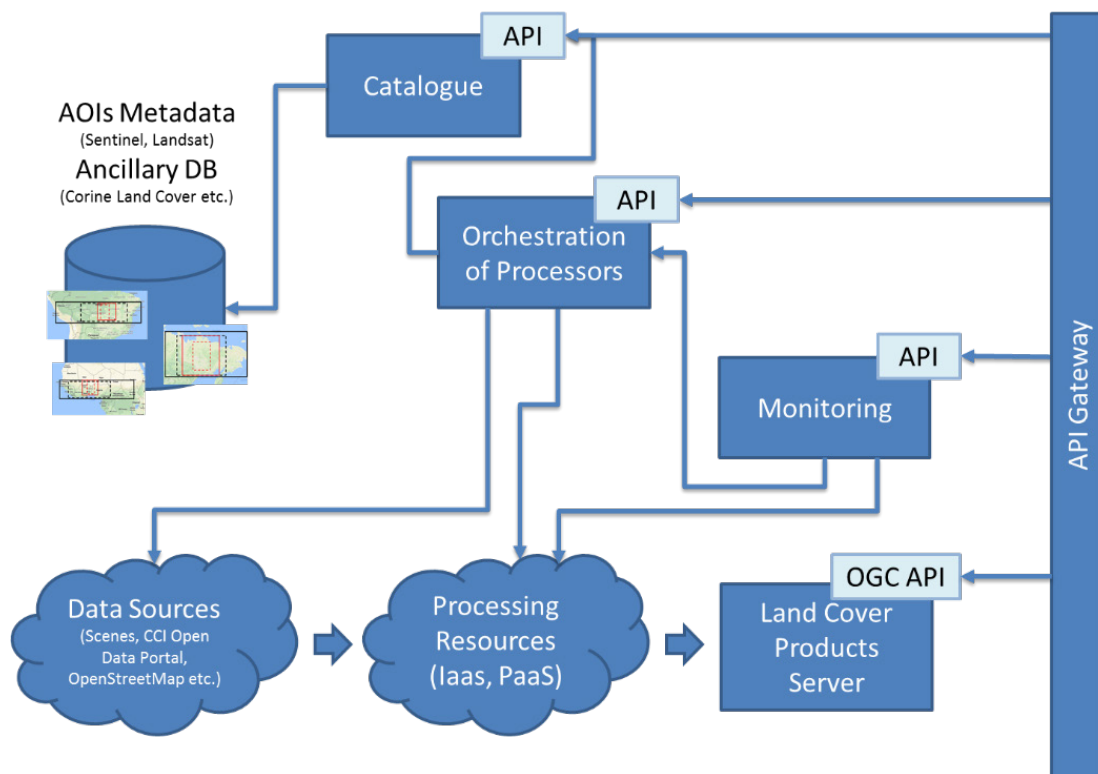 API
Catalogue
AOIs Metadata
(Sentinel, Landsat)
Ancillary DB
(Corine Land Cover etc.)
API
Orchestration
of Processors
API
Monitoring
API Gateway
OGC API
Land Cover
Products
Server
Data Sources
(Scenes, CCI Open
Data Portal,
OpenStreetMap etc.)
Processing
Resources
(Iaas, PaaS)